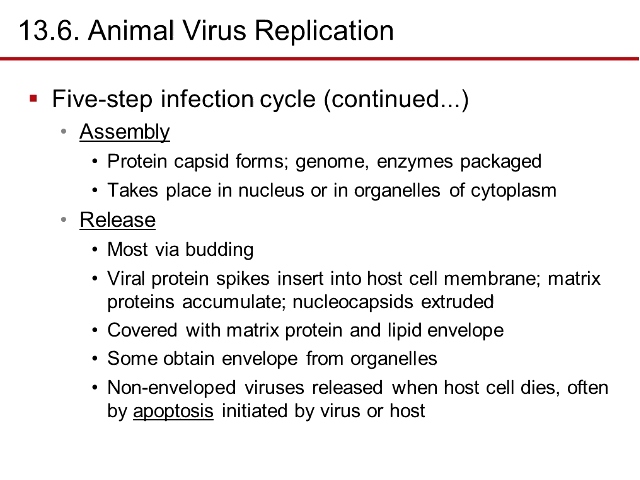 13.6. Animal Virus Replication
▪ Five-step infection cycle (continued...)
• Assembly
• Protein capsid forms; genome, enzymes packaged
• Takes place in nucleus or in organelles of cytoplasm
• Release
• Most via budding
• Viral protein spikes insert into host cell membrane; matrix
proteins accumulate; nucleocapsids extruded
• Covered with matrix protein and lipid envelope
• Some obtain envelope from organelles
• Non-enveloped viruses released when host cell dies, often
by apoptosis initiated by virus or host